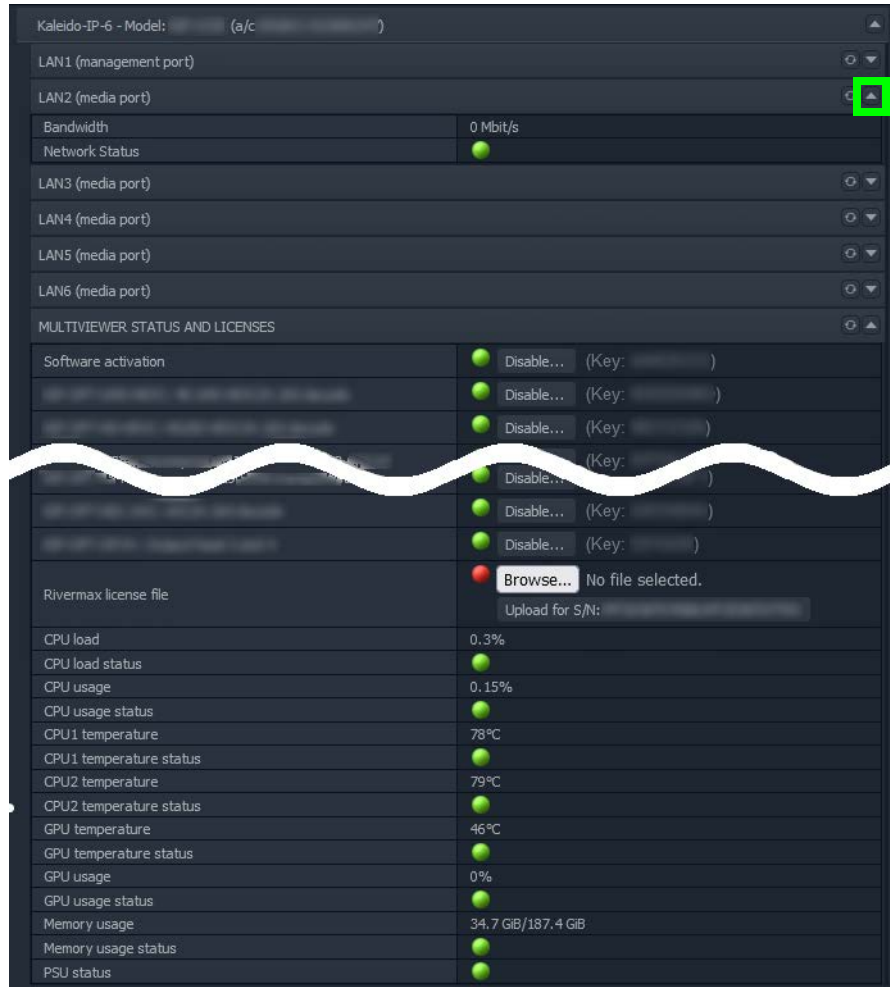 Kaleido-IP-6 - Model: (a/c )
LAN1 (management port)
LAN2 (media port)
Bandwidth 0 Mbit/s
Network Status
LAN3 (media port)
LAN4 (media port)
LAN5 (media port)
LAN6 (media port)
MULTIVIEWER STATUS AND LICENSES
Software activation Disable... (Key: )
Disable... (Key: )
Disable... (Key: )
(Key:
Disable... )
Disable... (Key: )
Disable... (Key: )
Rivermax license file Browse... No file selected.
Upload for S/N:
CPU load 0.3%
CPU load status
CPU usage 0.15%
CPU usage status
CPU1 temperature 78°C
CPU1 temperature status
CPU2 temperature 79°C
CPU2 temperature status
GPU temperature 46°C
GPU temperature status
GPU usage 0%
GPU usage status
Memory usage 34.7 GiB/187.4 GiB
Memory usage status
PSU status